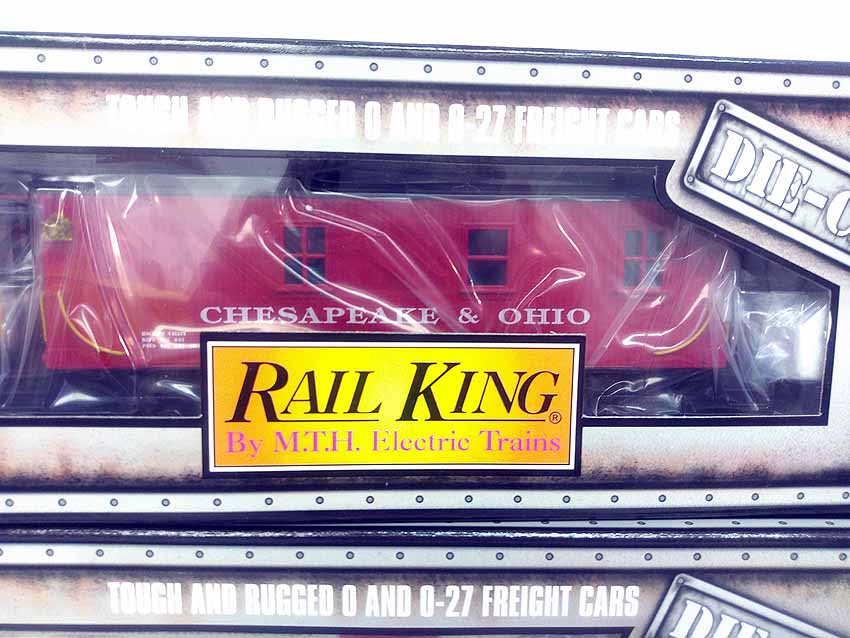 TOUGH AND RUGGED O AND O-27 FREIGHT CARS
DIE-C
CHESAPEAKE & OHIO
RAIL KING®
By M.T.H. Electric Trains
TOUGH AND RUGGED O AND O-27 FREIGHT CARS
DIE